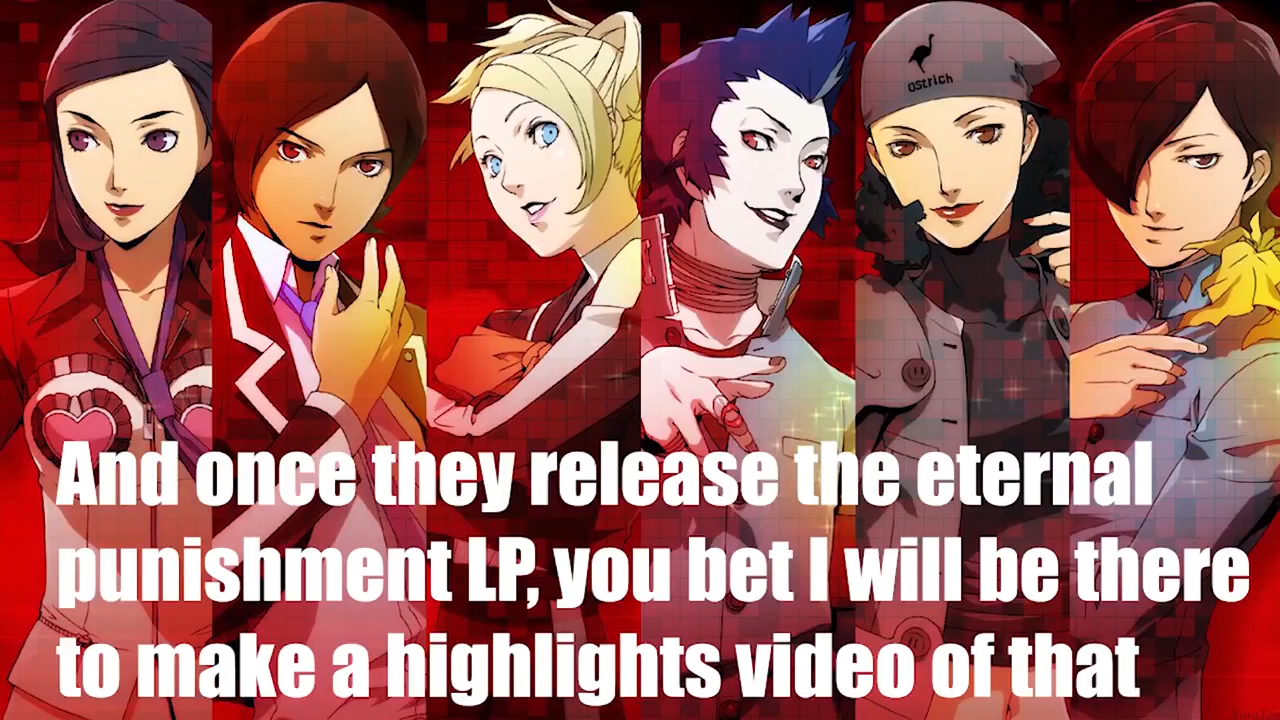 ostrich
And once they release the eternal
punishment LP, you bet I will be there
to make a highlights video of that